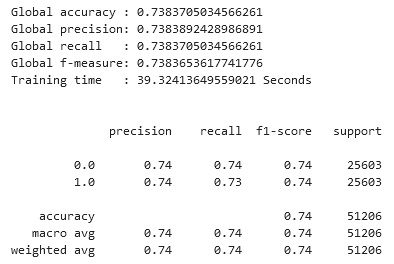 Global accuracy : 0.7383705034566261
Global precision: 0.7383892428986891
Global recall   : 0.7383705034566261
Global f-measure: 0.7383653617741776
Training time   : 39.32413649559021 Seconds
precision    recall  f1-score   support
0.0       0.74      0.74      0.74     25603
1.0       0.74      0.73      0.74     25603
accuracy                           0.74     51206
macro avg       0.74      0.74      0.74     51206
weighted avg       0.74      0.74      0.74     51206